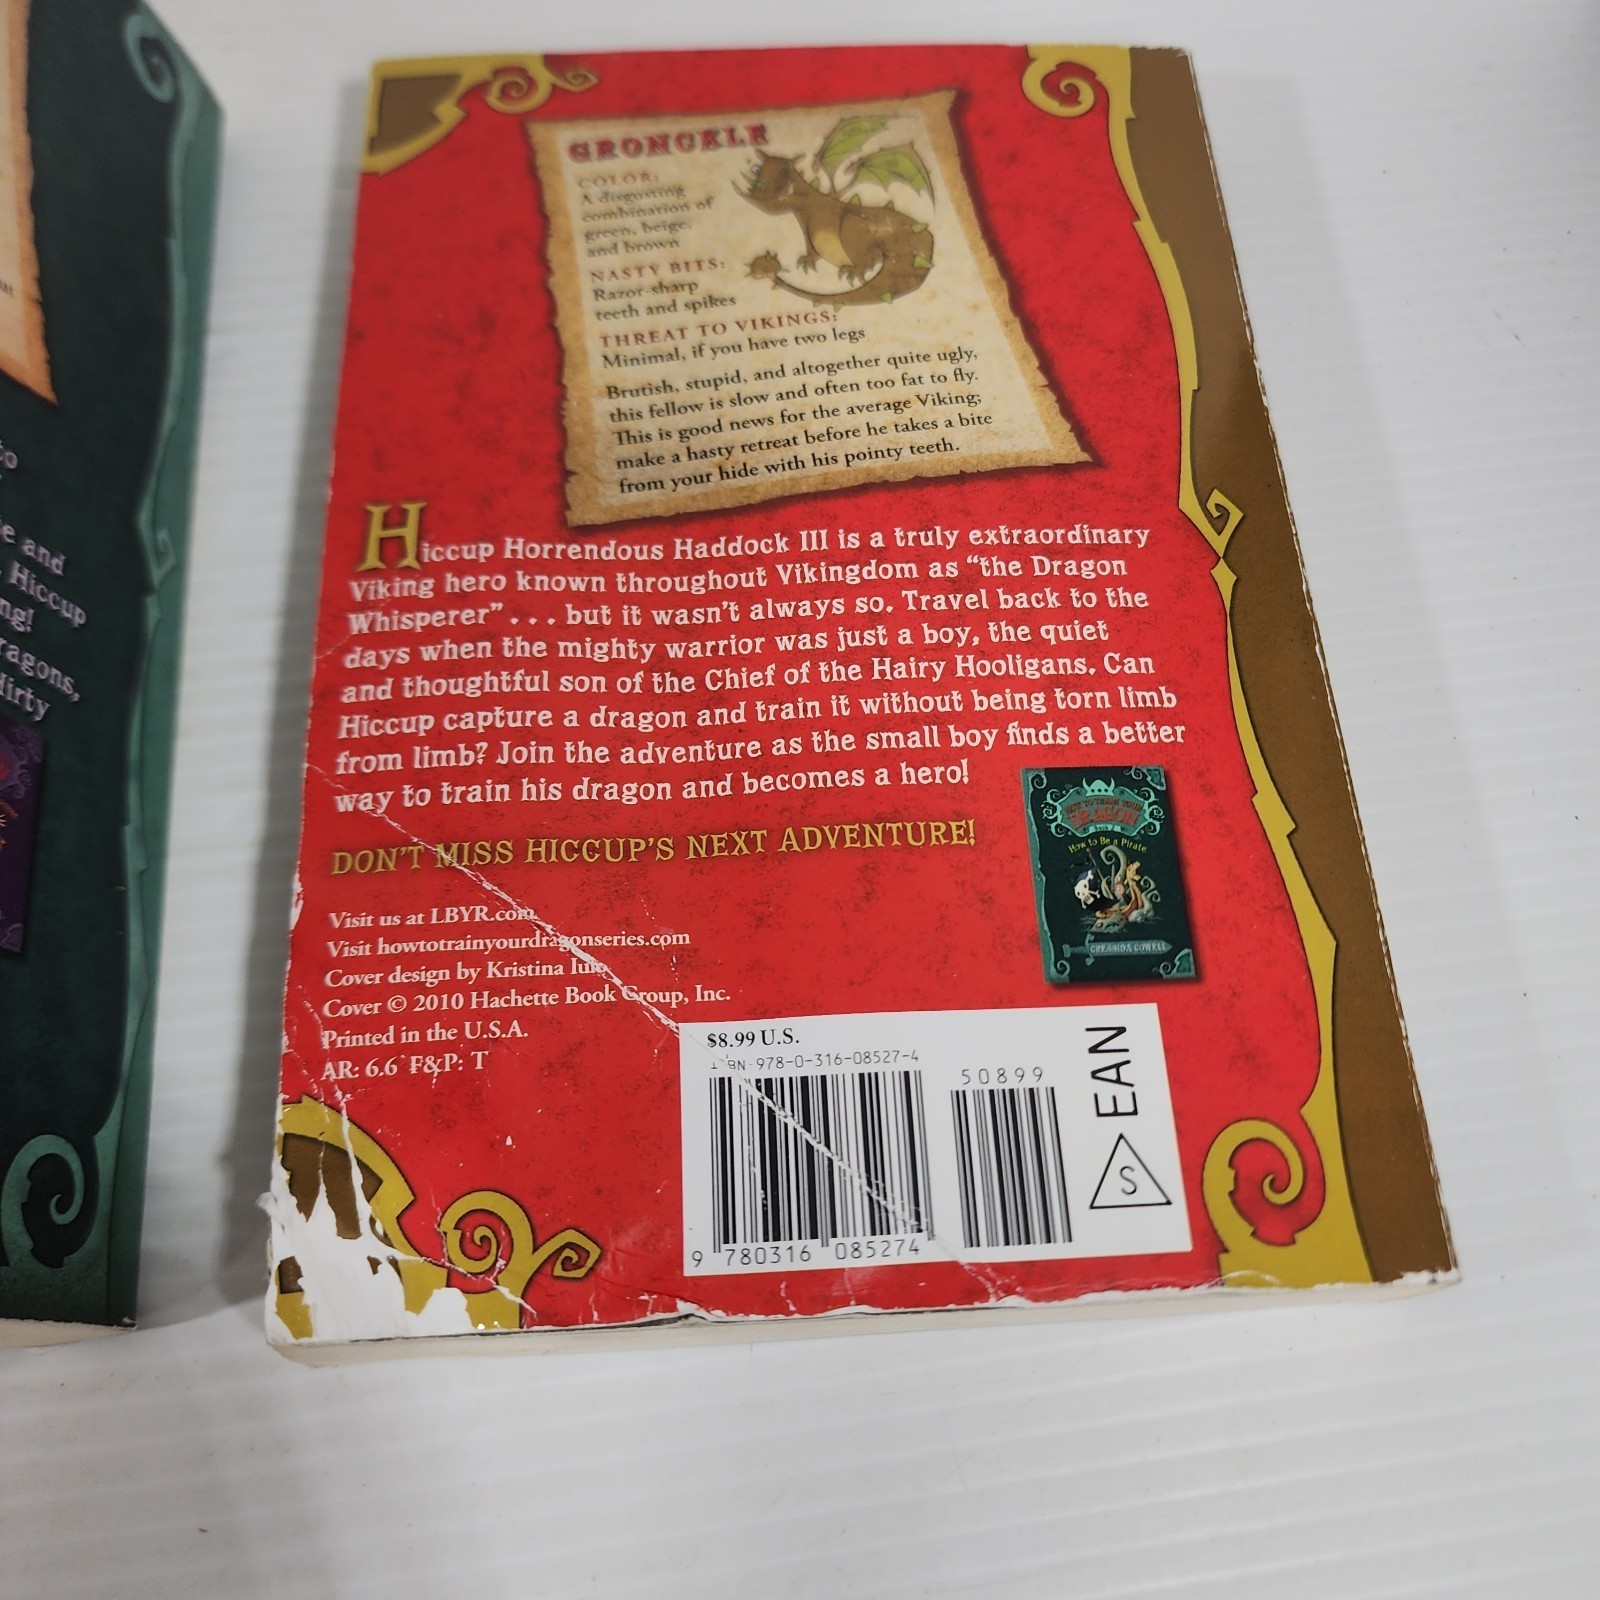 GRONCKLE
COLOR:
A disgusting
combination of
green, beige,
and brown
NASTY BITS:
Razor-sharp
teeth and spikes
THREAT TO VIKINGS:
Minimal, if you have two legs
Brutish, stupid, and altogether quite ugly,
this fellow is slow and often too fat to fly.
This is good news for the average Viking;
make a hasty retreat before he takes a bite
from your hide with his pointy teeth.
Hiccup Horrendous Haddock III is a truly extraordinary
Viking hero known throughout Vikingdom as “the Dragon
Whisperer” . . . but it wasn't always so. Travel back to the
days when the mighty warrior was just a boy, the quiet
and thoughtful son of the Chief of the Hairy Hooligans. Can
Hiccup capture a dragon and train it without being torn limb
from limb? Join the adventure as the small boy finds a better
way to train his dragon and becomes a hero!
DON'T MISS HICCUP'S NEXT ADVENTURE!
HOW TO TRAIN YOUR
DRAGON
BOOK 2
How to Be a Pirate
CRESSIDA COWELL
Visit us at LBYR.com
Visit howtotrainyourdragonseries.com
Cover design by Kristina
Cover © 2010 Hachette Book Group, Inc.
Printed in the U.S.A.
AR: 6.6 F&P: T
$8.99 U.S.
978-0-316-08527-4
50899
9 780316 085274
EAN
S
e and
Hiccup
ng!
ragons,
dirty